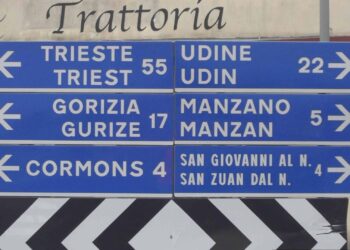 Trattoria
TRIESTE
TRIEST 55
GORIZIA
GURIZE 17
CORMONS 4
UDINE
UDIN 22
MANZANO
MANZAN 5
SAN GIOVANNI AL N.
SAN ZUAN DAL N. 4